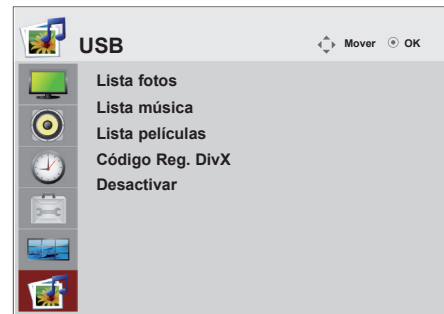 USB
Mover OK
Lista fotos
Lista música
Lista películas
Código Reg. DivX
Desactivar